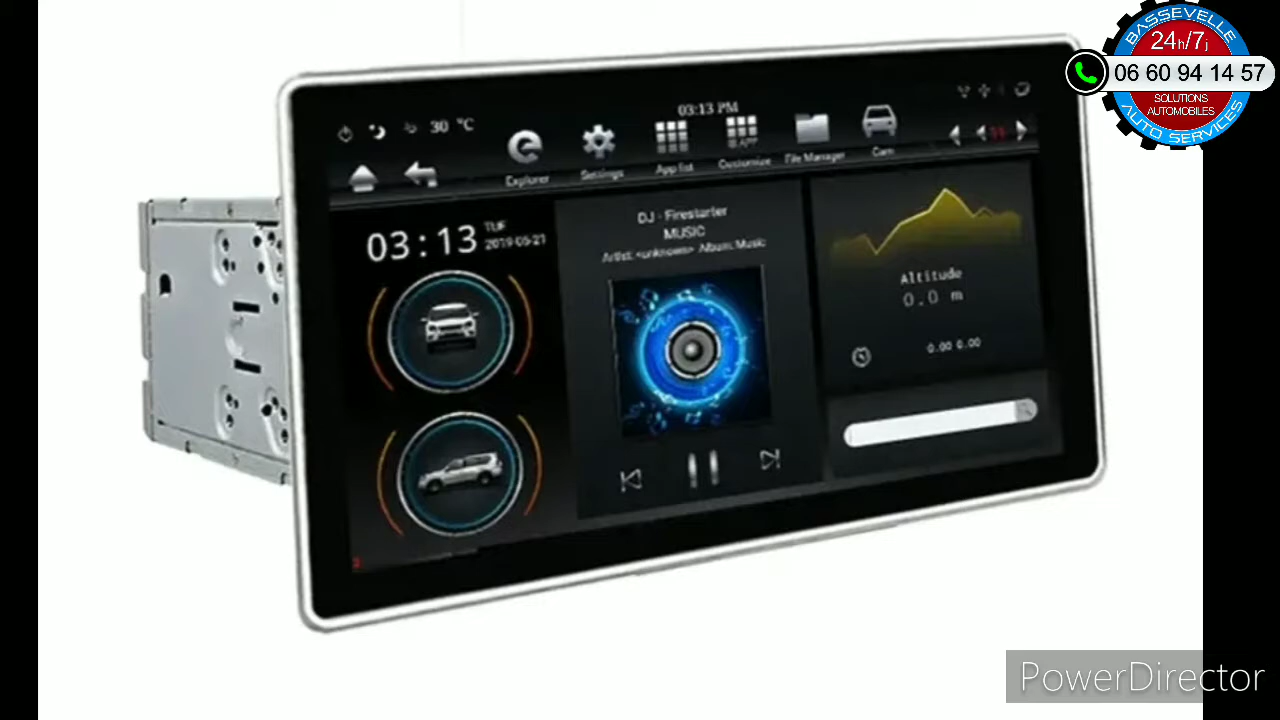 BASSEVELLE
24h/7j
06 60 94 14 57
SOLUTIONS
AUTOMOBILES
AUTO SERVICES
03:13 PM
30 °C
Explorer
Settings
App list
Customize
File Manager
Cam
03:13
TUE
2019-05-21
DJ - Firestarter
MUSIC
Artist: <unknown> Album: Music
Altitude
0.0 m
0.00 0.00
PowerDirector